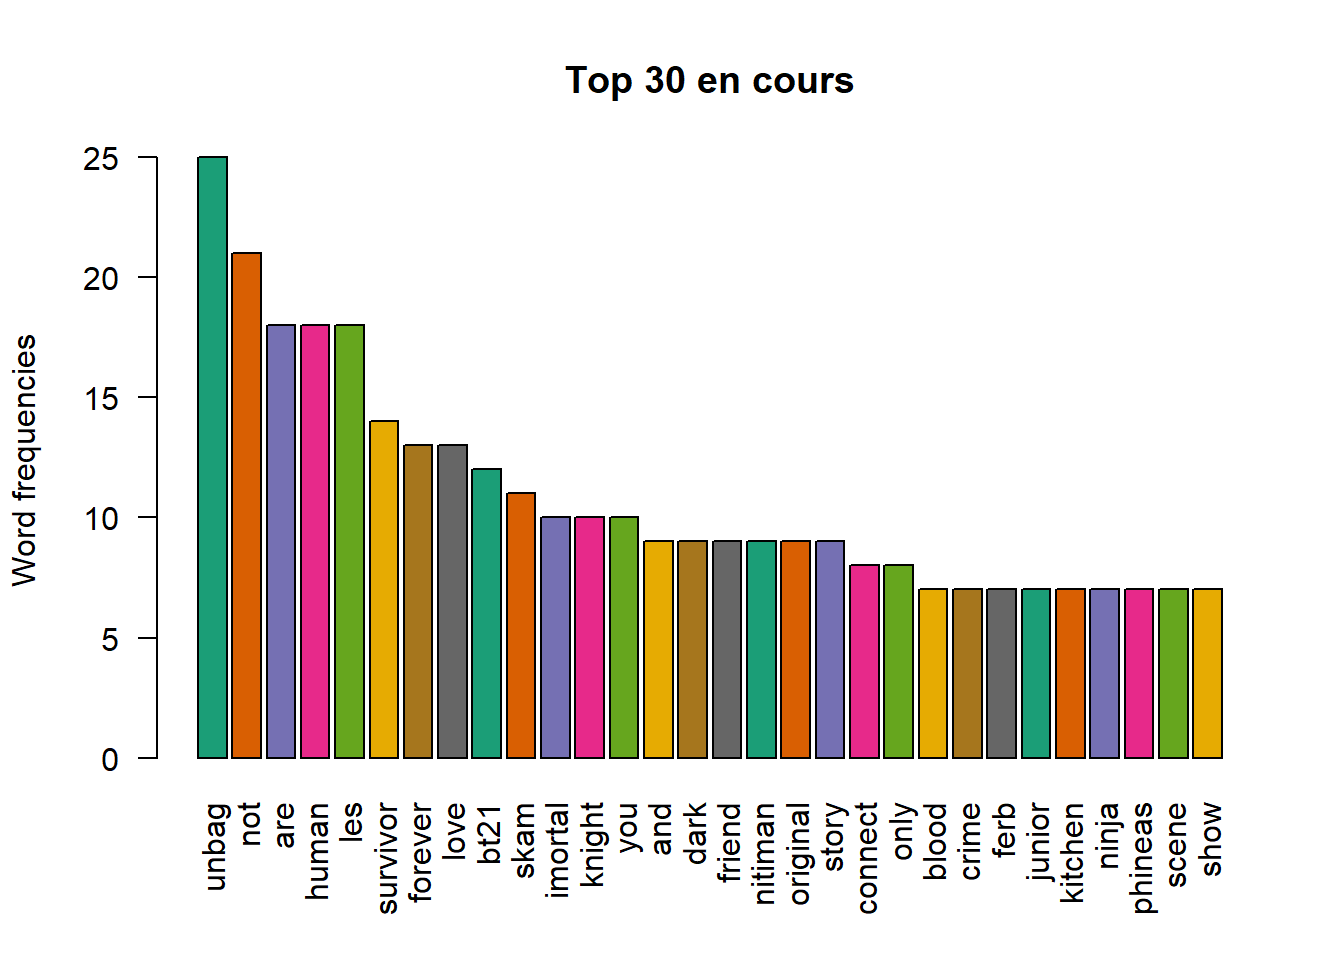 Top 30 en cours
Word frequencies
25
20
15
10
5
0
unbag
not
are
human
les
survivor
forever
love
bt21
skam
imortal
knight
you
and
dark
friend
nitiman
original
story
connect
only
blood
crime
ferb
junior
kitchen
ninja
phineas
scene
show